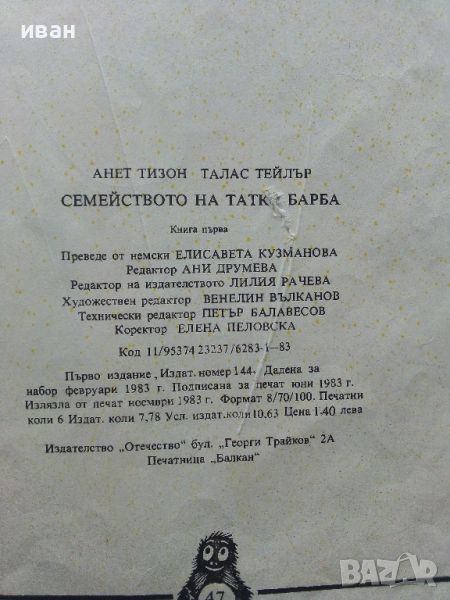 иван
АНЕТ ТИЗОН ТАЛАС ТЕЙЛЪР
СЕМЕЙСТВОТО НА ТАТК БАРБА
Книга първа
Преведе от немски ЕЛИСАВЕТА КУЗМАНОВА
Редактор АНИ ДРУМЕВА
Редактор на издателството ЛИЛИЯ РАЧЕВА
Художествен редактор ВЕНЕЛИН ВЪЛКАНОВ
Технически редактор ПЕТЪР БАЛАВЕСОВ
Коректор ЕЛЕНА ПЕЛОВСКА
Код 11/95374 23237/6283-1-83
Първо издание, Издат. номер 144. Дадена за
набор февруари 1983 г. Подписана за печат юни 1983 г.
Излязла от печат ноември 1983 г. Формат 8/70/100. Печатни
коли 6 Издат. коли 7,78 Усл. издат. коли 10,63 Цена 1.40 лева
Издателство „Отечество“ бул. „Георги Трайков“ 2А
Печатница „Балкан“
47
BAZAR